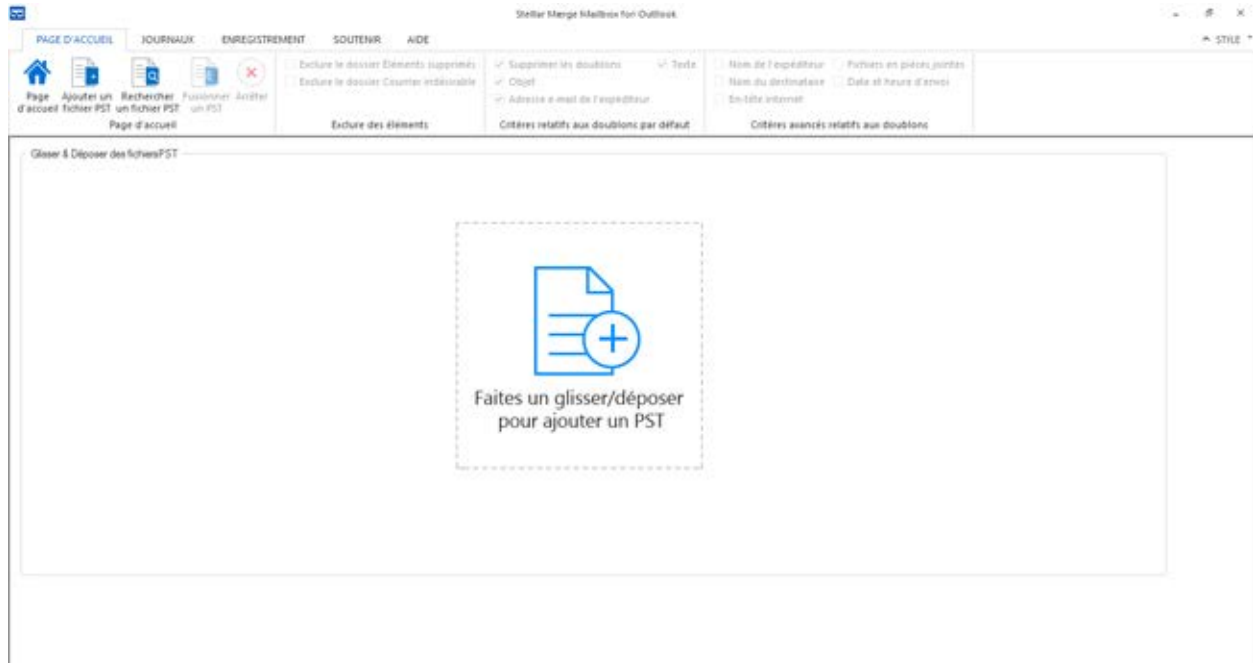 Stellar Merge Mailbox for Outlook
PAGE D'ACCUEIL JOURNAUX ENREGISTREMENT SOUTENIR AIDE
STYLE
Page d'accueil
Ajouter un fichier PST
Rechercher un fichier PST
Fusionner un PST
Arrêter
Page d'accueil
Exclure le dossier Éléments supprimés
Exclure le dossier Courrier indésirable
Exclure des éléments
Supprimer les doublons
Texte
Objet
Adresse e-mail de l'expéditeur
Critères relatifs aux doublons par défaut
Nom de l'expéditeur
Fichiers en pièces jointes
Nom du destinataire
Date et heure d'envoi
En-tête internet
Critères avancés relatifs aux doublons
Glisser & Déposer des fichiersPST
Faites un glisser/déposer
pour ajouter un PST